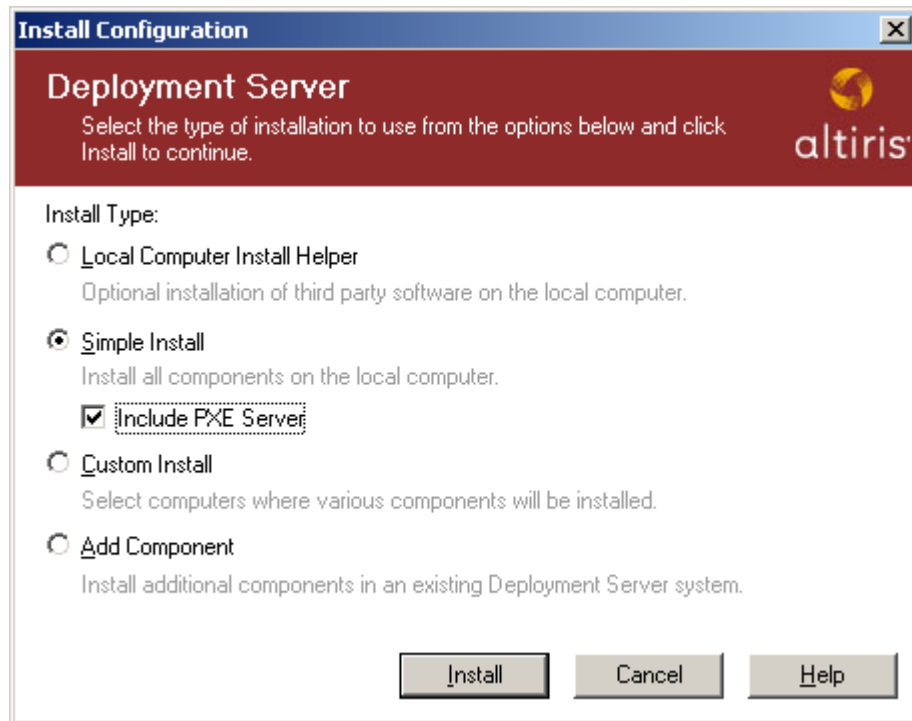 Install Configuration
Deployment Server
Select the type of installation to use from the options below and click
Install to continue.
altiris
Install Type:
Local Computer Install Helper
Optional installation of third party software on the local computer.
Simple Install
Install all components on the local computer.
Include PXE Server
Custom Install
Select computers where various components will be installed.
Add Component
Install additional components in an existing Deployment Server system.
Install Cancel Help